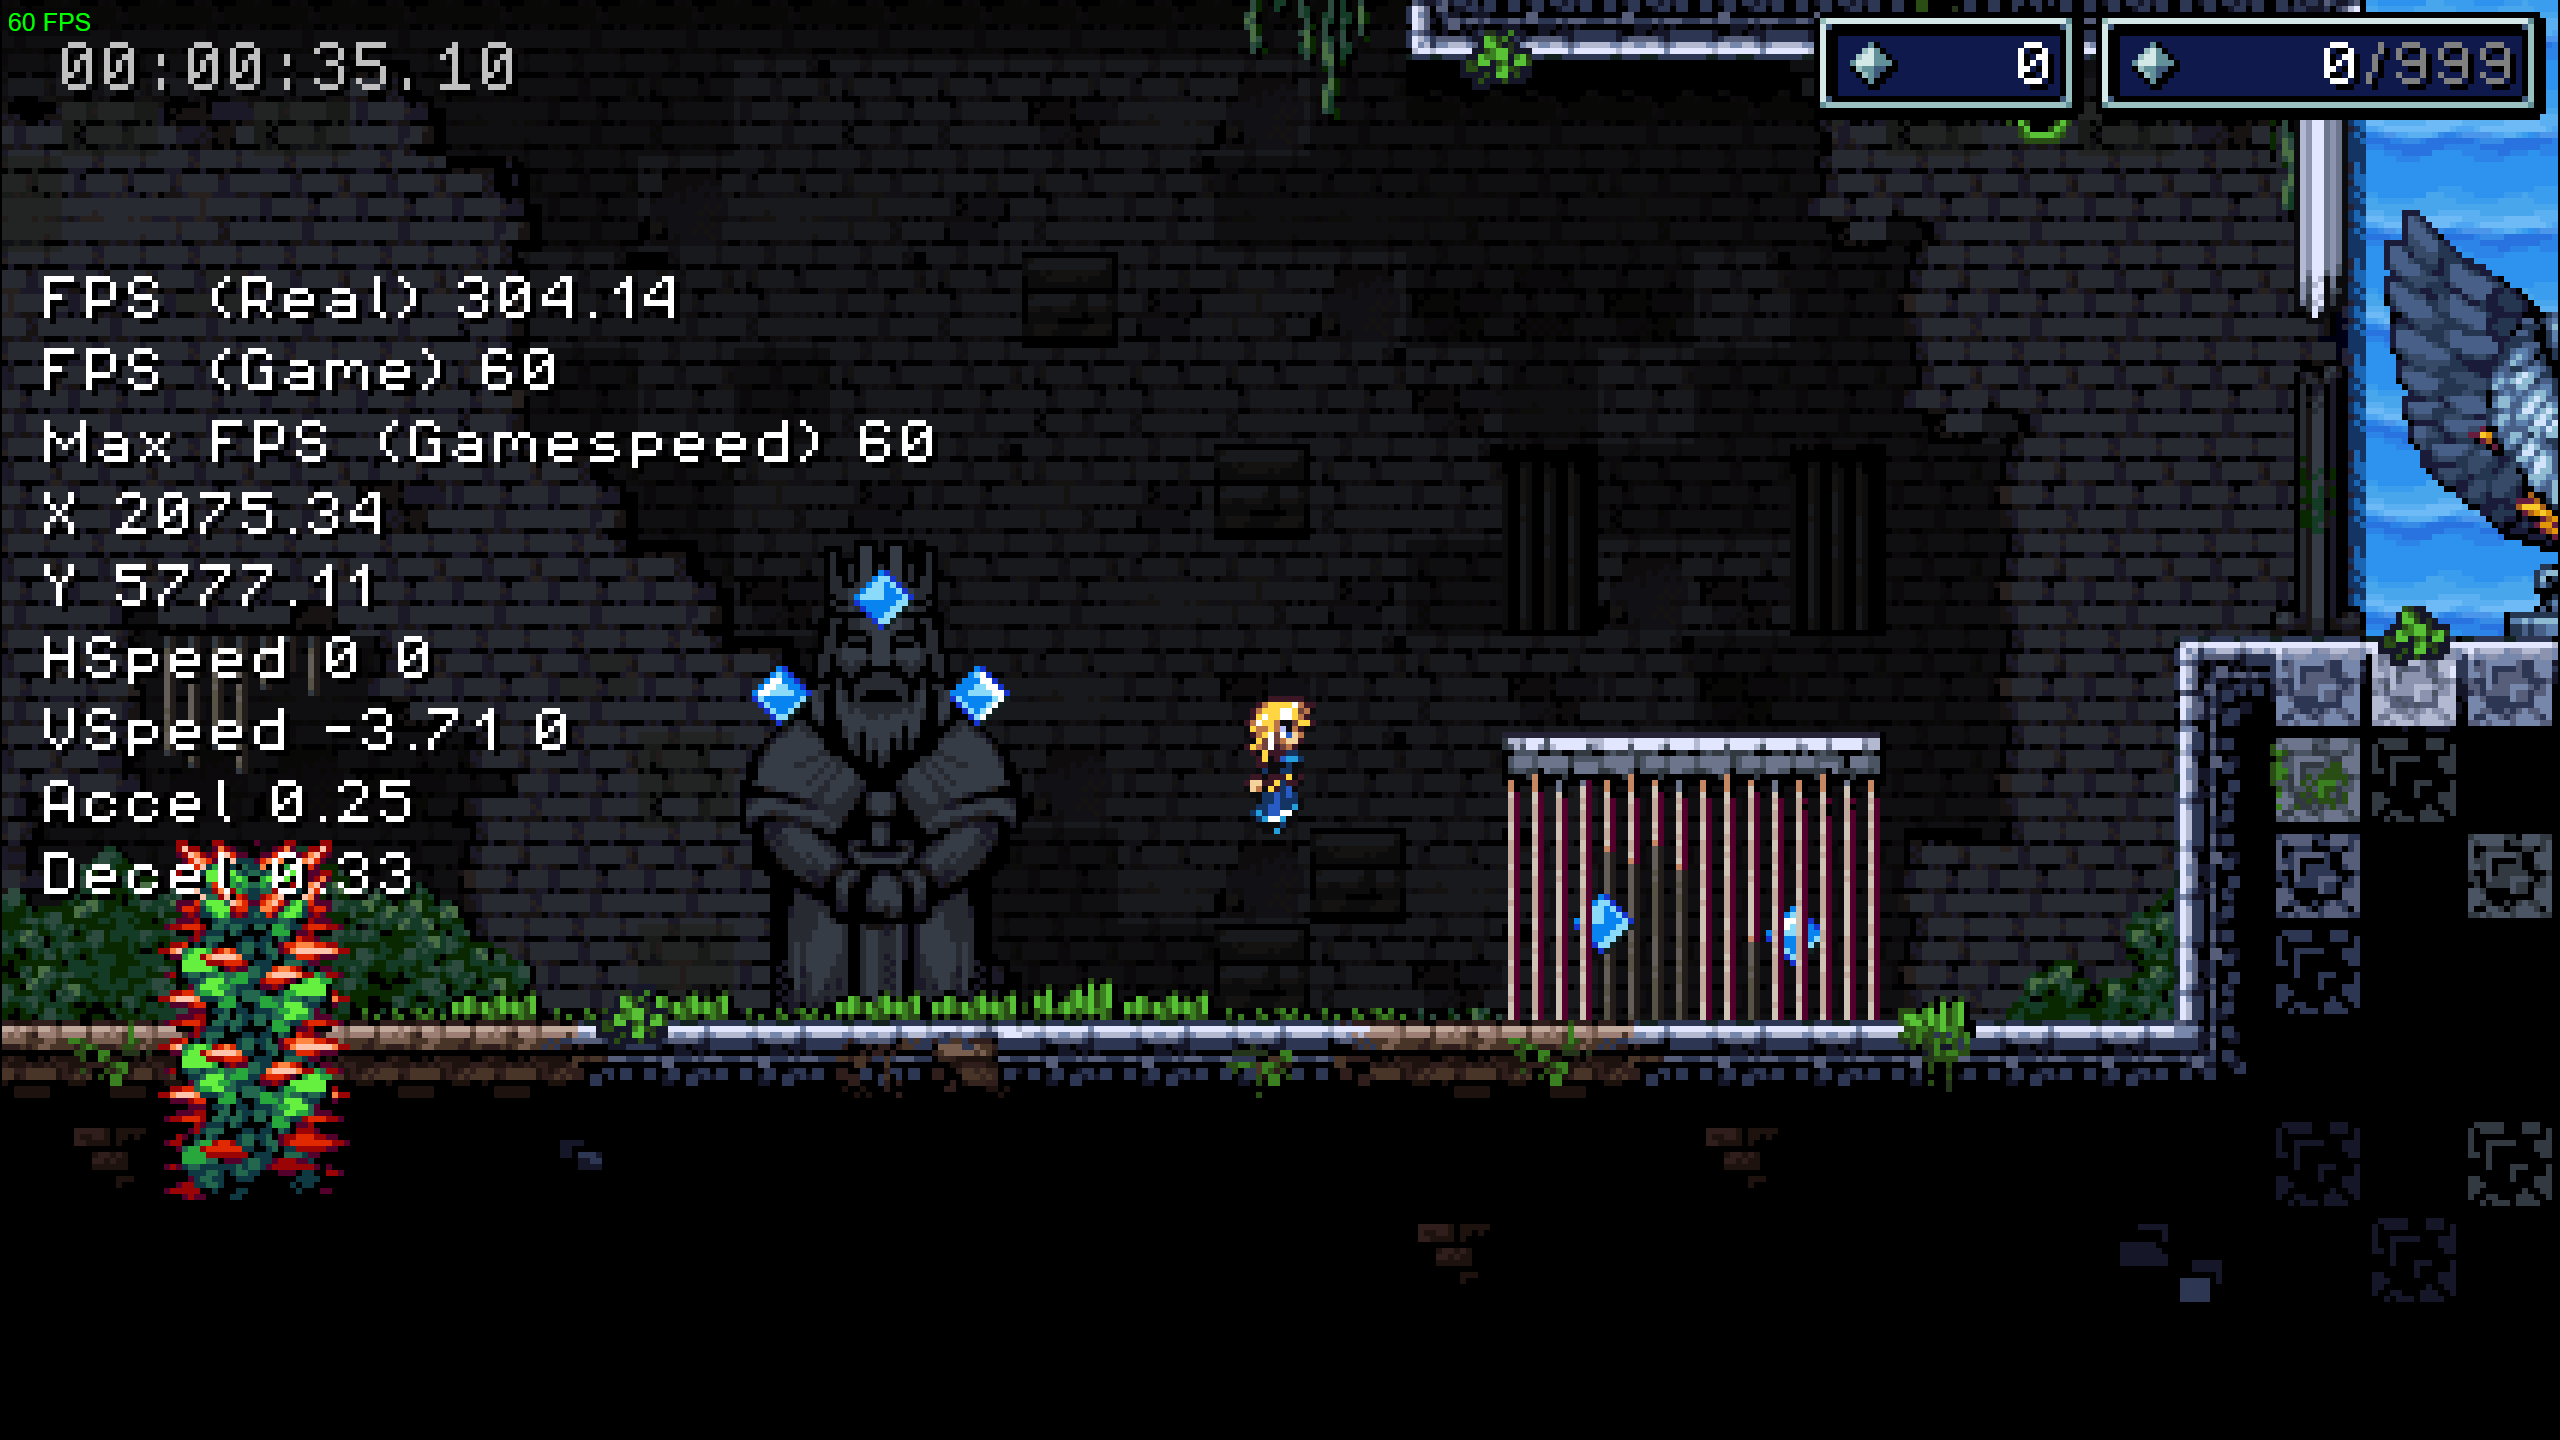 60 FPS
00:00:35.10
0
0/999
FPS (Real) 304.14
FPS (Game) 60
Max FPS (Gamespeed) 60
X 2075.34
Y 5777.11
HSpeed 0 0
VSpeed -3.71 0
Accel 0.25
Decel 0.33